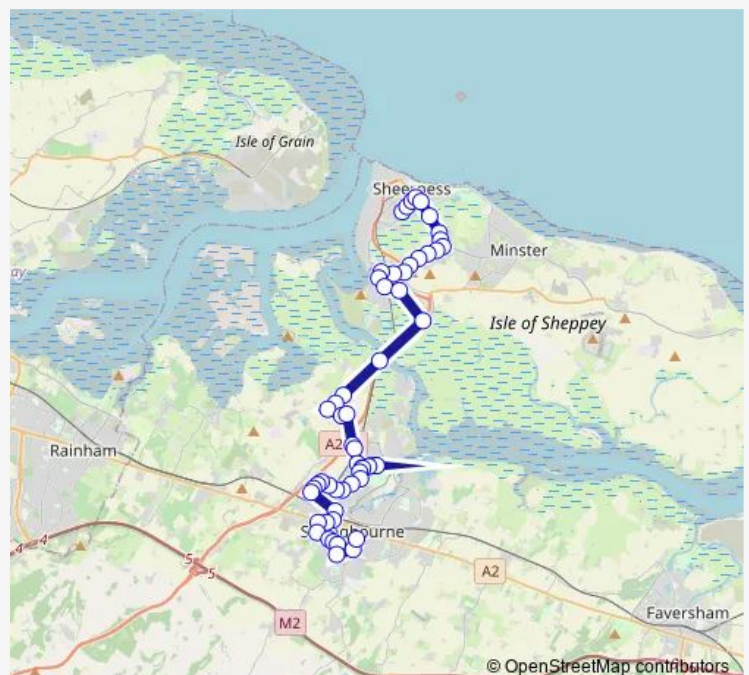 Isle of Grain
Sheerness
Minster
Isle of Sheppey
A2
Rainham
5
5
4
4
A2
M2
Faversham
© OpenStreetMap contributors